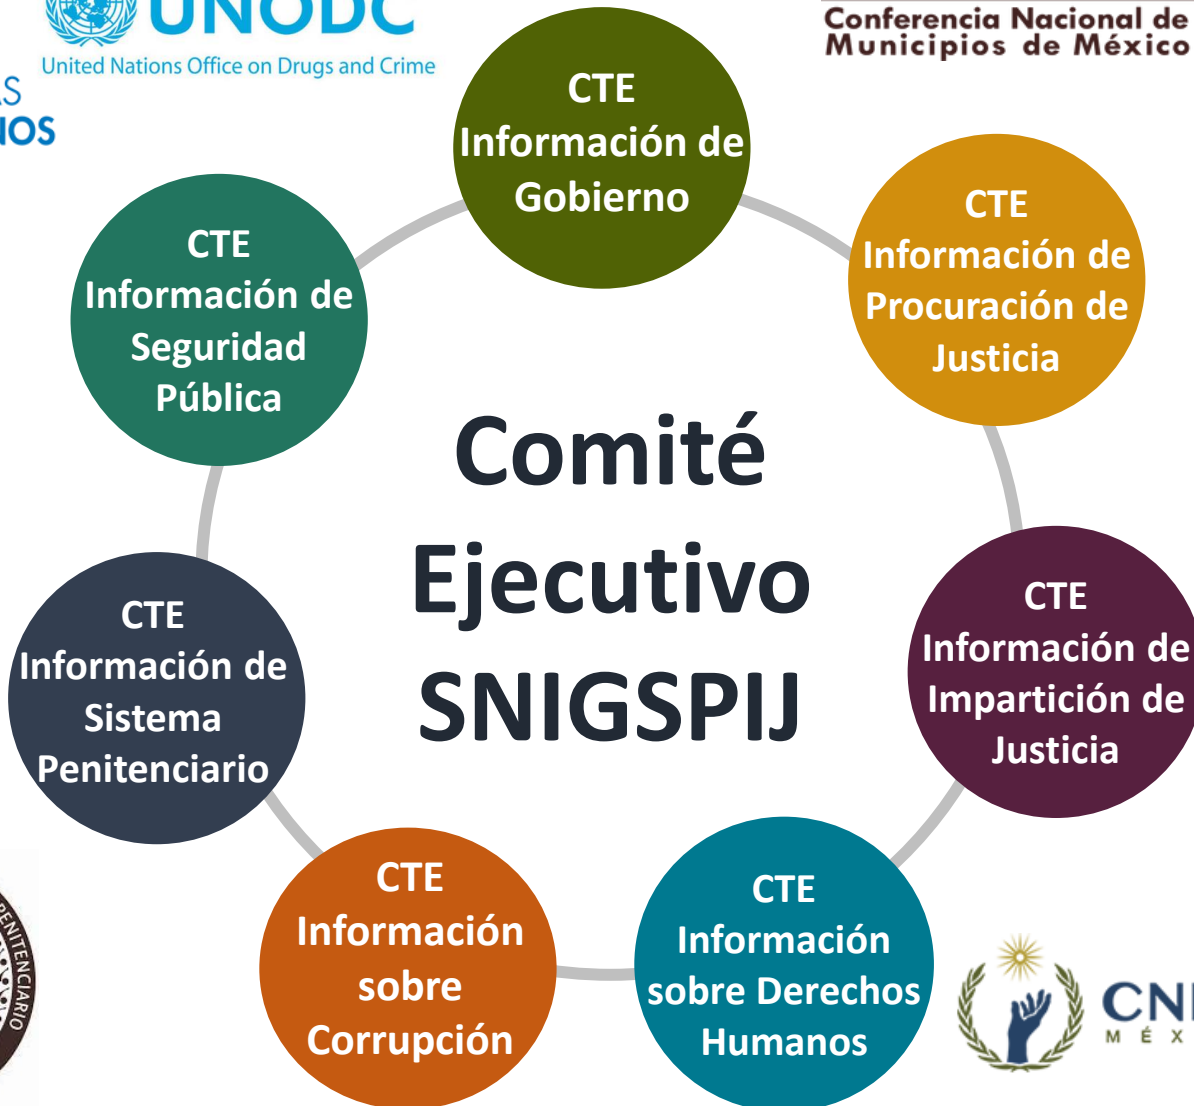 UNODC
United Nations Office on Drugs and Crime
Conferencia Nacional de
Municipios de México
CTE
Información de
Gobierno
CTE
Información de
Procuración de
Justicia
CTE
Información de
Impartición de
Justicia
CTE
Información
sobre Derechos
Humanos
CTE
Información
sobre
Corrupción
CTE
Información de
Sistema
Penitenciario
CTE
Información de
Seguridad
Pública
Comité
Ejecutivo
SNIGSPIJ
PENITENCIARIO